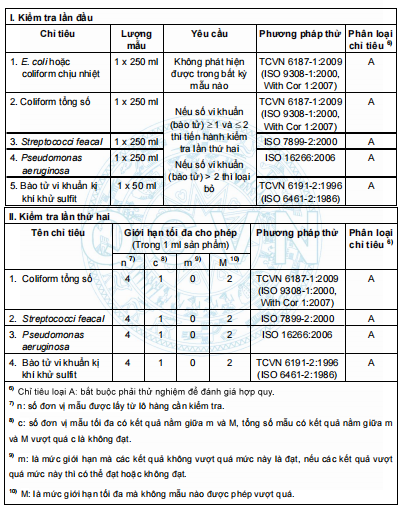 I. Kiểm tra lần đầu
Chỉ tiêu Lượng mẫu Yêu cầu Phương pháp thử Phân loại chỉ tiêu 6)
1. E. coli hoặc coliform chịu nhiệt 1 x 250 ml Không phát hiện được trong bất kỳ mẫu nào TCVN 6187-1:2009 (ISO 9308-1:2000, With Cor 1:2007) A
2. Coliform tổng số 1 x 250 ml Nếu số vi khuẩn (bào tử) ≥ 1 và ≤ 2 thì tiến hành kiểm tra lần thứ hai TCVN 6187-1:2009 (ISO 9308-1:2000, With Cor 1:2007) A
3. Streptococci feacal 1 x 250 ml Nếu số vi khuẩn (bào tử) > 2 thì loại bỏ ISO 7899-2:2000 A
4. Pseudomonas aeruginosa 1 x 250 ml ISO 16266:2006 A
5. Bào tử vi khuẩn kị khí khử sulfit 1 x 50 ml TCVN 6191-2:1996 (ISO 6461-2:1986) A
II. Kiểm tra lần thứ hai
Tên chỉ tiêu Giới hạn tối đa cho phép (Trong 1 ml sản phẩm) Phương pháp thử Phân loại chỉ tiêu 6)
n 7) c 8) m 9) M 10)
1. Coliform tổng số 4 1 0 2 TCVN 6187-1:2009 (ISO 9308-1:2000, With Cor 1:2007) A
2. Streptococci feacal 4 1 0 2 ISO 7899-2:2000 A
3. Pseudomonas aeruginosa 4 1 0 2 ISO 16266:2006 A
4. Bào tử vi khuẩn kị khí khử sulfit 4 1 0 2 TCVN 6191-2:1996 (ISO 6461-2:1986) A
6) Chỉ tiêu loại A: bắt buộc phải thử nghiệm để đánh giá hợp quy.
7) n: số đơn vị mẫu được lấy từ lô hàng cần kiểm tra.
8) c: số đơn vị mẫu tối đa có kết quả nằm giữa m và M, tổng số mẫu có kết quả nằm giữa m
và M vượt quá c là không đạt.
9) m: là mức giới hạn mà các kết quả không vượt quá mức này là đạt, nếu các kết quả vượt
quá mức này thì có thể đạt hoặc không đạt.
10) M: là mức giới hạn tối đa mà không mẫu nào được phép vượt quá.
QCVN